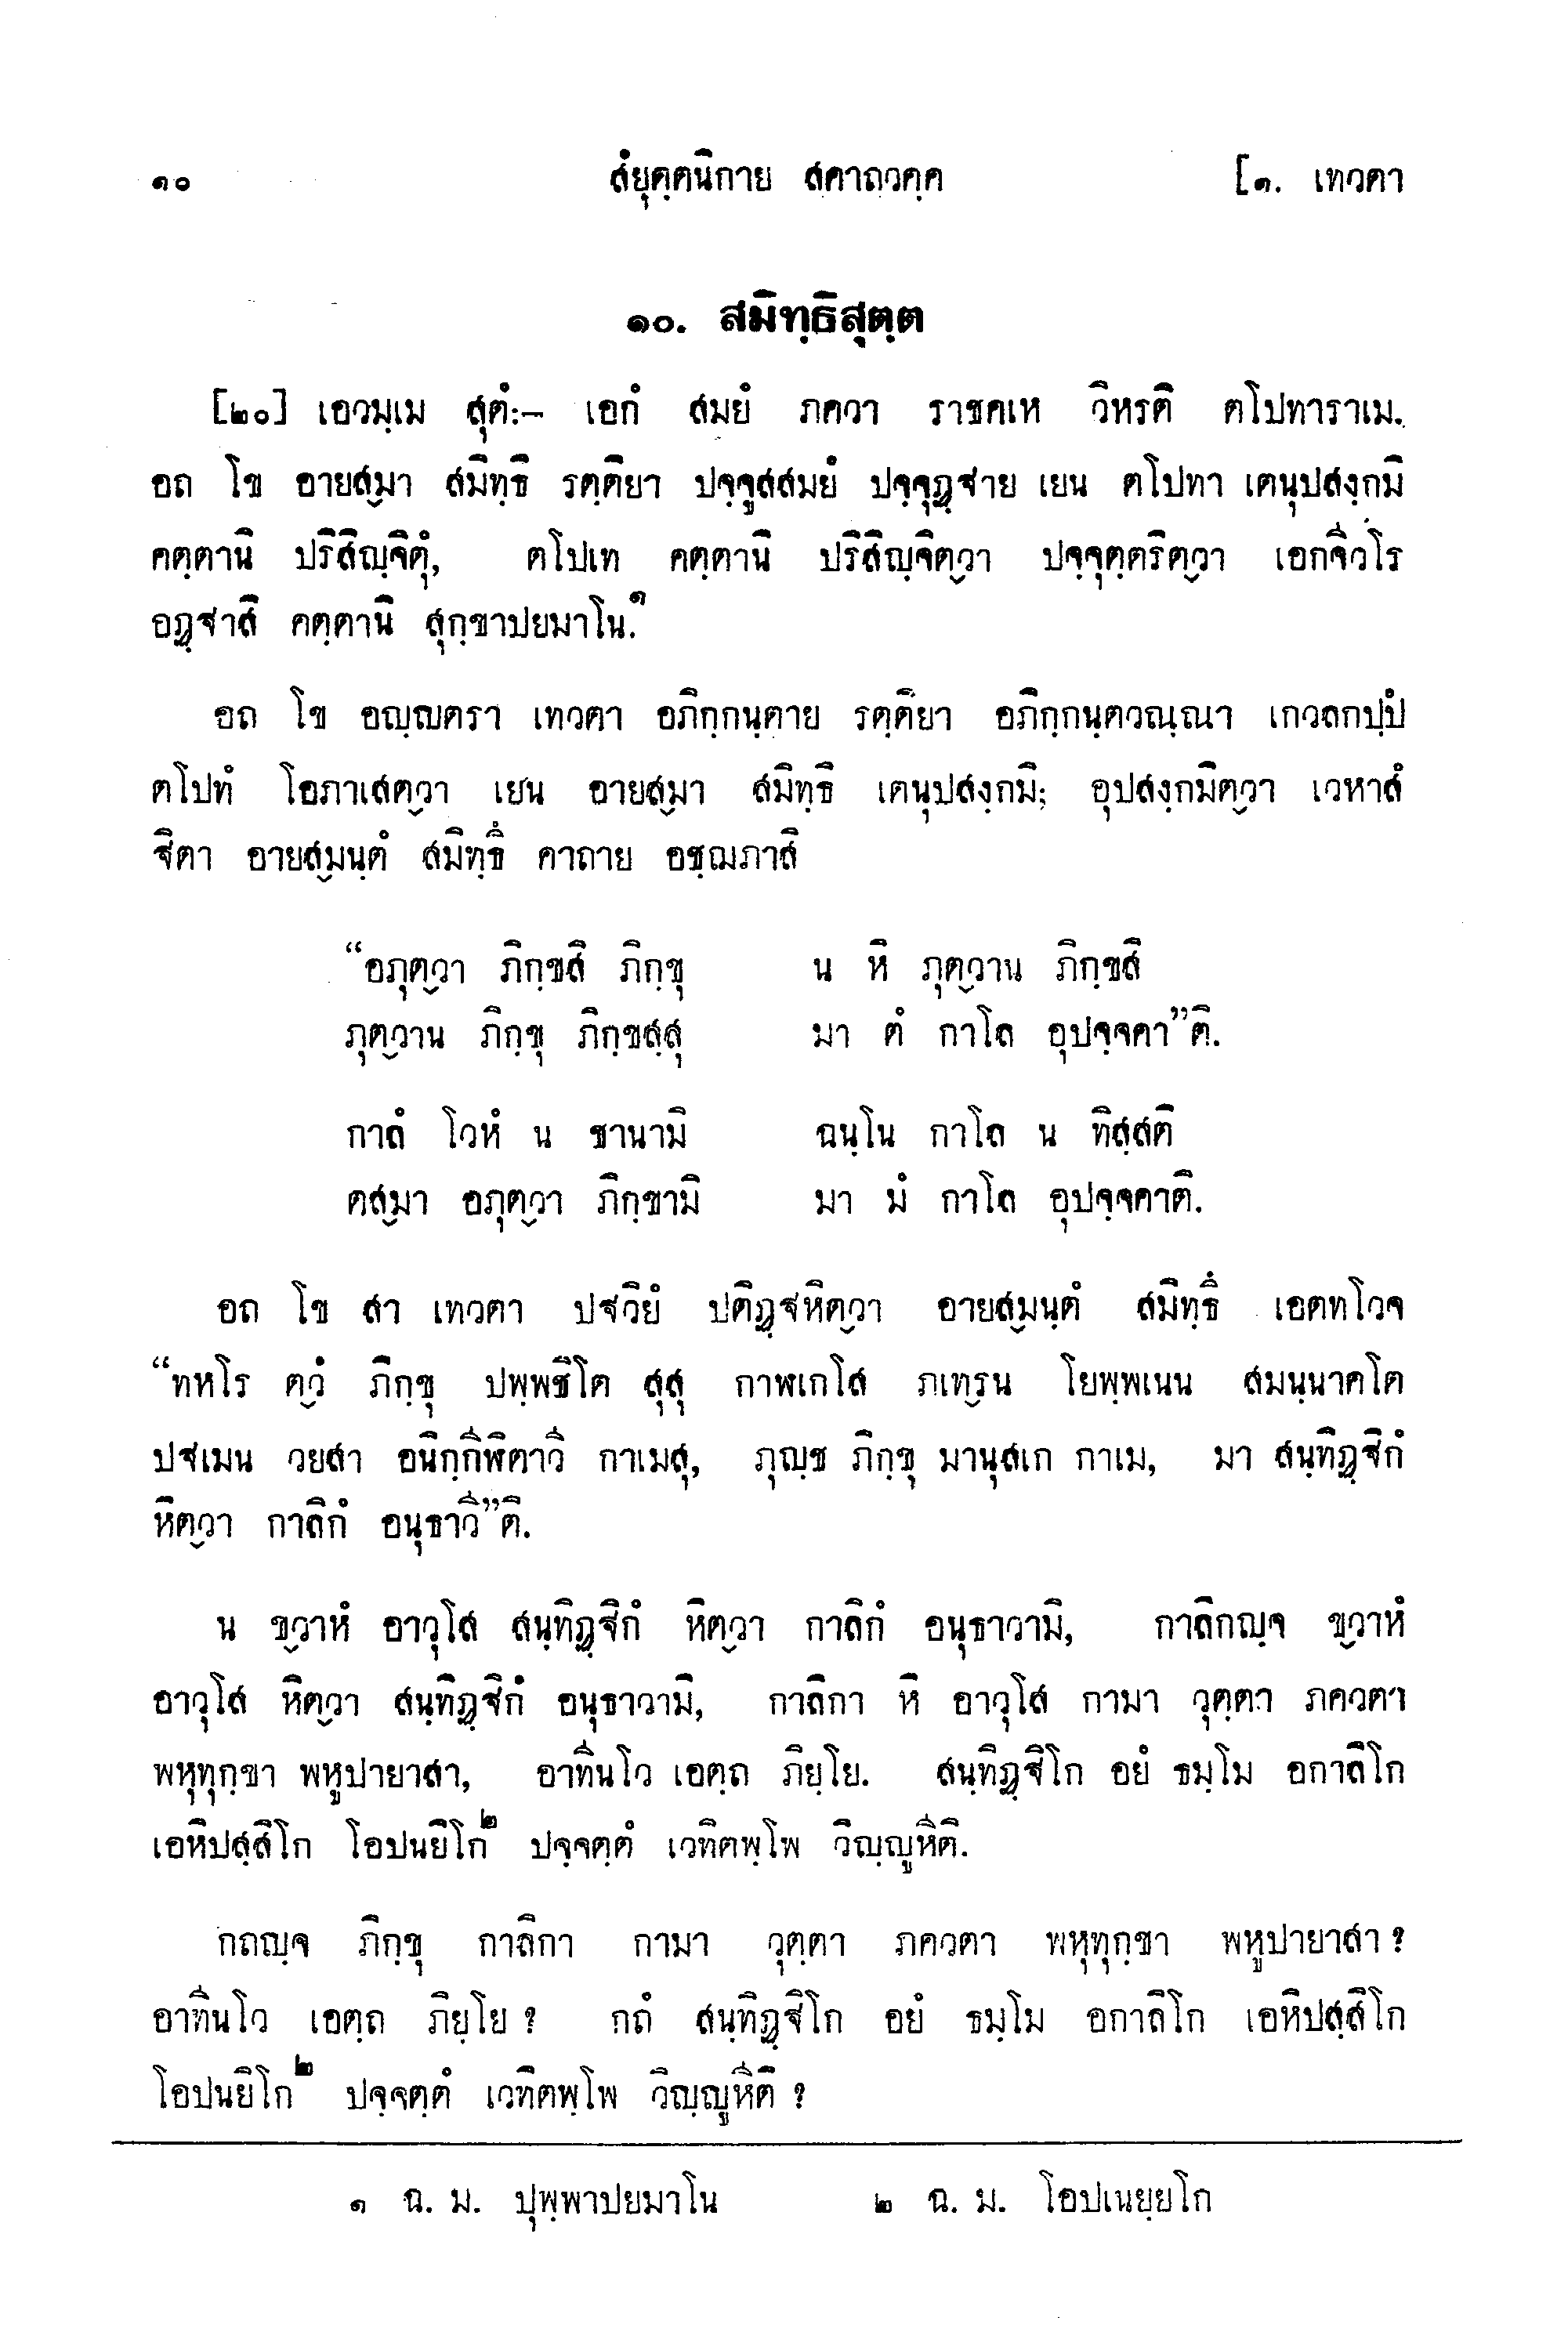 ๑๐ สํยุตฺตนิกาย สคาถวคฺค [๑. เทวตา
๑๐. สมิทฺธิสุตฺต
[๒๐] เอวมฺเม สุตํ:– เอกํ สมยํ ภควา ราชคเห วิหรติ ตโปทาราเม.
อถ โข อายสฺมา สมิทฺธิ รตฺติยา ปจฺจูสสมยํ ปจฺจุฏฺฐาย เยน ตโปทา เตนุปสงฺกมิ
คตฺตานิ ปริสิญฺจิตุํ, ตโปเท คตฺตานิ ปริสิญฺจิตฺวา ปจฺจุตฺตริตฺวา เอกจีวโร
อฏฺฐาสิ คตฺตานิ สุกฺขาปยมาโน.๑
อถ โข อญฺญตรา เทวตา อภิกฺกนฺตาย รตฺติยา อภิกฺกนฺตวณฺณา เกวลกปฺปํ
ตโปทํ โอภาเสตฺวา เยน อายสฺมา สมิทฺธิ เตนุปสงฺกมิ; อุปสงฺกมิตฺวา เวหาสํ
ฐิตา อายสฺมนฺตํ สมิทฺธึ คาถาย อชฺฌภาสิ
“อภุตฺวา ภิกฺขสิ ภิกฺขุ น หิ ภุตฺวาน ภิกฺขสิ
ภุตฺวาน ภิกฺขุ ภิกฺขสฺสุ มา ตํ กาโล อุปจฺจคา”ติ.
กาลํ โวหํ น ชานามิ ฉนฺโน กาโล น ทิสฺสติ
ตสฺมา อภุตฺวา ภิกฺขามิ มา มํ กาโล อุปจฺจคาติ.
อถ โข สา เทวตา ปฐวิยํ ปติฏฺฐหิตฺวา อายสฺมนฺตํ สมิทฺธึ เอตทโวจ
“ทหโร ตฺวํ ภิกฺขุ ปพฺพชิโต สุสุ กาฬเกโส ภเทฺรน โยพฺพเนน สมนฺนาคโต
ปฐเมน วยสา อนิกฺกีฬิตาวี กาเมสุ, ภุญฺช ภิกฺขุ มานุสเก กาเม, มา สนฺทิฏฺฐิกํ
หิตฺวา กาลิกํ อนุธาวี”ติ.
น ขฺวาหํ อาวุโส สนฺทิฏฺฐิกํ หิตฺวา กาลิกํ อนุธาวามิ, กาลิกญฺจ ขฺวาหํ
อาวุโส หิตฺวา สนฺทิฏฺฐิกํ อนุธาวามิ, กาลิกา หิ อาวุโส กามา วุตฺตา ภควตา
พหุทุกฺขา พหูปายาสา, อาทีนโว เอตฺถ ภิยฺโย. สนฺทิฏฺฐิโก อยํ ธมฺโม อกาลิโก
เอหิปสฺสิโก โอปนยิโก๒ ปจฺจตฺตํ เวทิตพฺโพ วิญฺญูหีติ.
กถญฺจ ภิกฺขุ กาลิกา กามา วุตฺตา ภควตา พหุทุกฺขา พหูปายาสา ?
อาทีนโว เอตฺถ ภิยฺโย ? กถํ สนฺทิฏฺฐิโก อยํ ธมฺโม อกาลิโก เอหิปสฺสิโก
โอปนยิโก๒ ปจฺจตฺตํ เวทิตพฺโพ วิญฺญูหีติ ?
๑ ฉ. ม. ปุพฺพาปยมาโน ๒ ฉ. ม. โอปเนยฺยโก